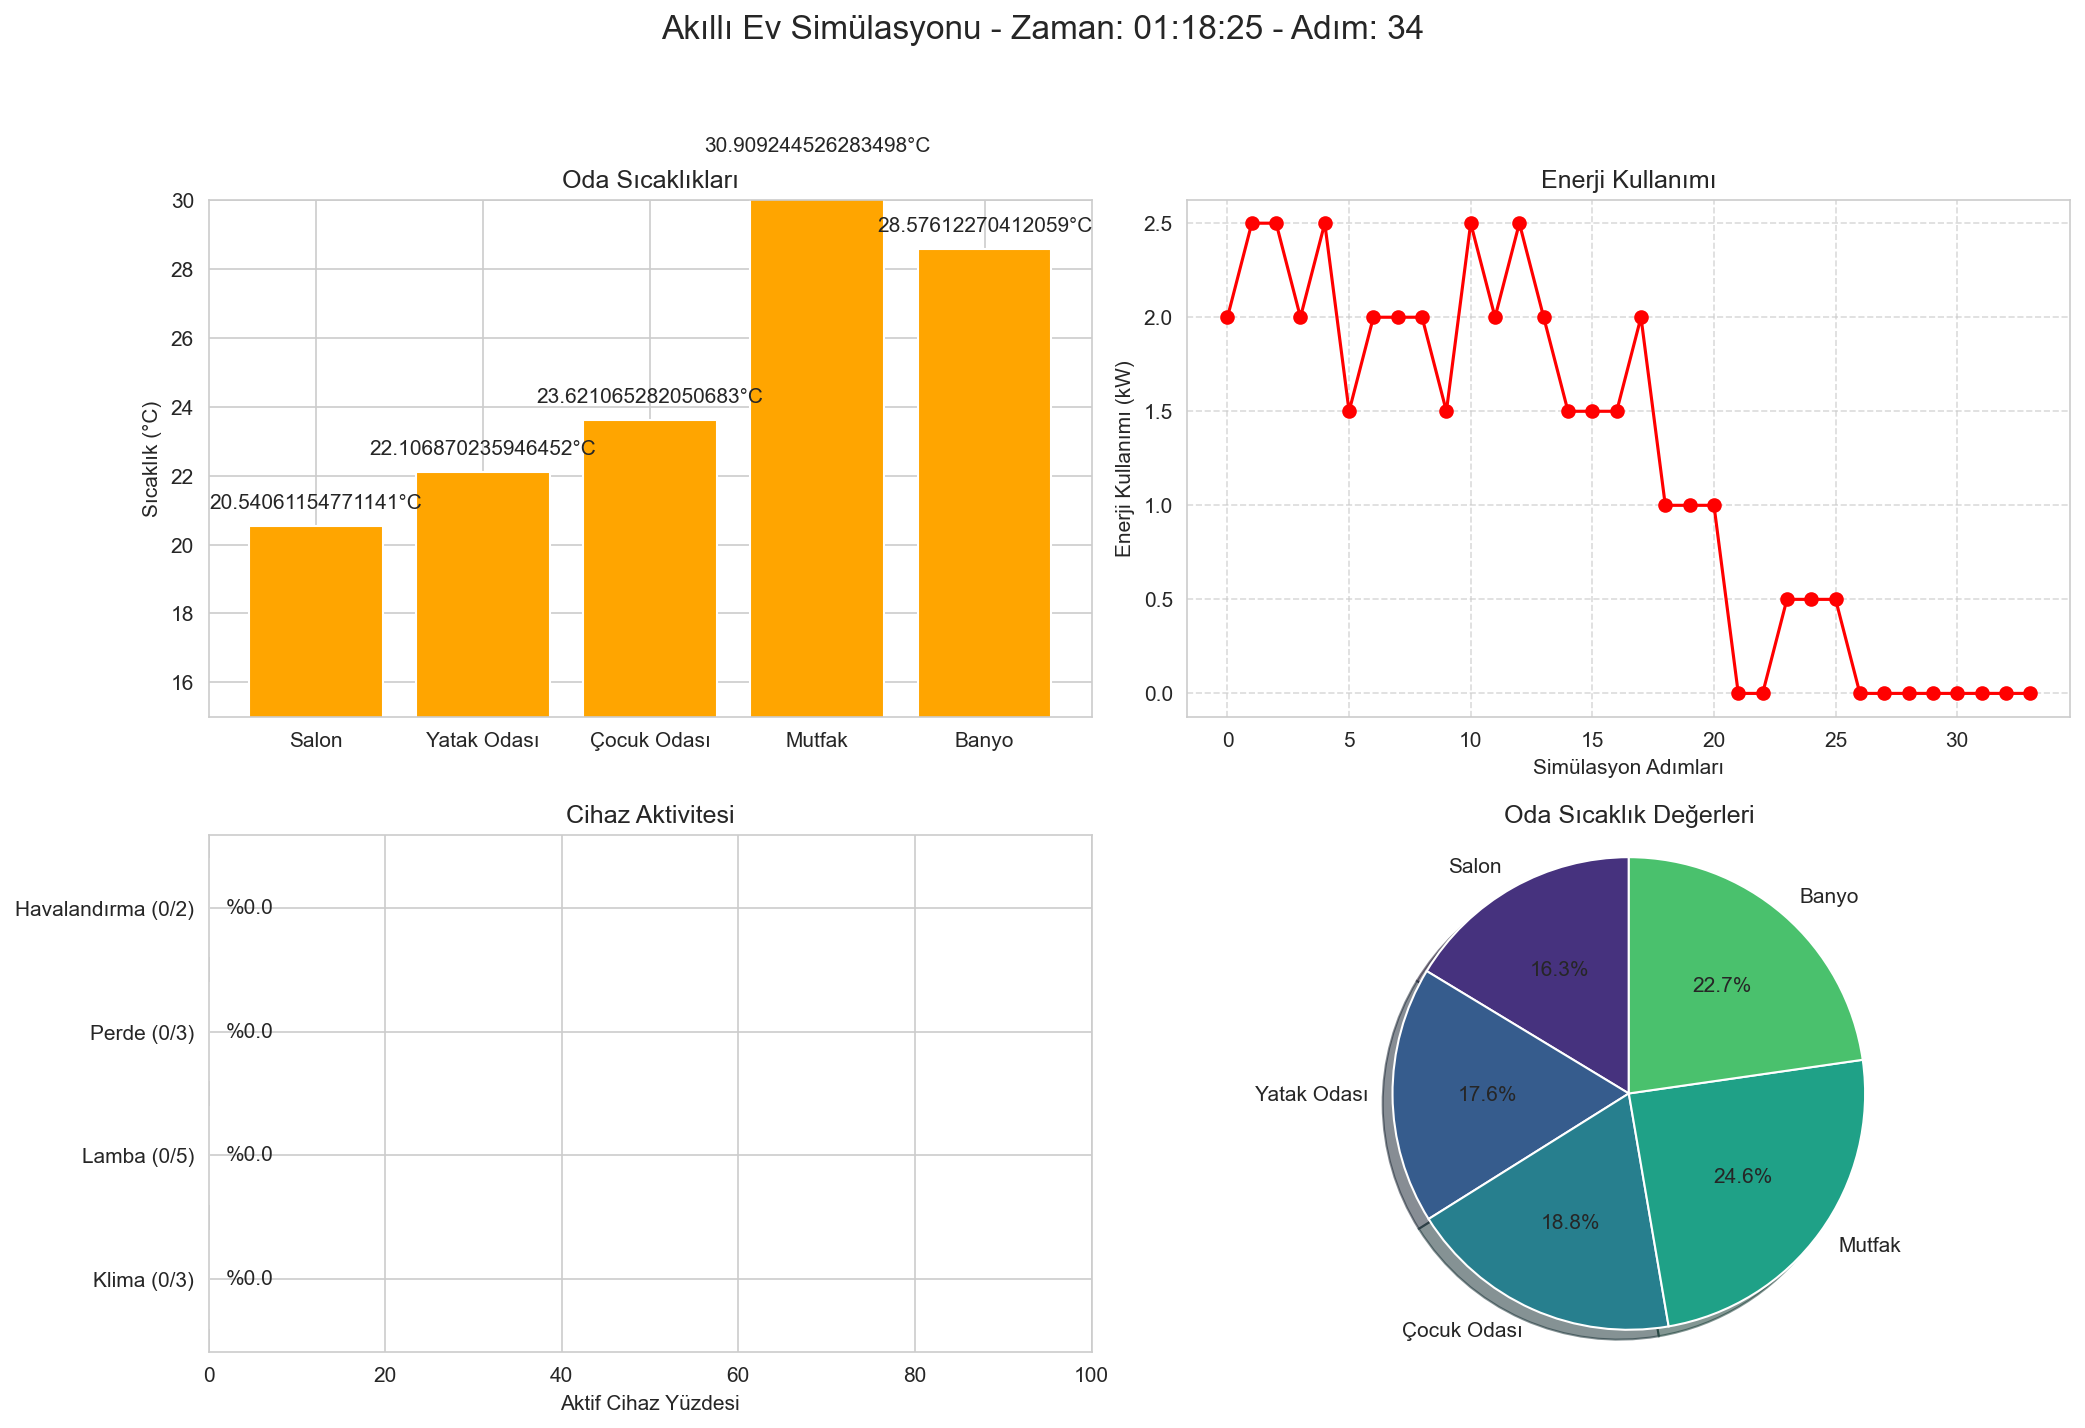 Akıllı Ev Simülasyonu - Zaman: 01:18:25 - Adım: 34
Oda Sıcaklıkları
30.909244526283498°C
28.57612270412059°C
23.621065282050683°C
22.106870235946452°C
20.54061154771141°C
Sıcaklık (°C)
30
28
26
24
22
20
18
16
Salon Yatak Odası Çocuk Odası Mutfak Banyo
Enerji Kullanımı
Enerji Kullanımı (kW)
2.5
2.0
1.5
1.0
0.5
0.0
0 5 10 15 20 25 30
Simülasyon Adımları
Cihaz Aktivitesi
Havalandırma (0/2) %0.0
Perde (0/3) %0.0
Lamba (0/5) %0.0
Klima (0/3) %0.0
0 20 40 60 80 100
Aktif Cihaz Yüzdesi
Oda Sıcaklık Değerleri
Salon
16.3%
Yatak Odası
17.6%
Çocuk Odası
18.8%
Mutfak
24.6%
Banyo
22.7%